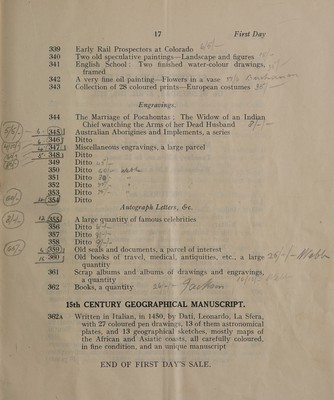 17 First Day
339 Early Rail Prospectors at Colorado
340 Two old speculative paintings—Landscape and figures
341 English School: Two finished water-colour drawings,
framed
342 A very fine oil painting—Flowers in a vase
343 Collection of 28 coloured prints—European costumes
Engravings.
344 The Marriage of Pocahontas; The Widow of an Indian
Chief watching the Arms of her Dead Husband
345 Australian Aborigines and Implements, a series
346 Ditto
347 Miscellaneous engravings, a large parcel
348 Ditto
349 Ditto
350 Ditto
351 Ditto
352 Ditto
353 Ditto
354 Ditto
Autograph Letters, &c.
355 A large quantity of famous celebrities
356 Ditto
357 Ditto
358 Ditto
359 Old seals and documents, a parcel of interest
360 Old books of travel, medical, antiquities, etc., a large
quantity
361 Scrap albums and albums of drawings and engravings,
a quantity
362 Books, a quantity
15th CENTURY GEOGRAPHICAL MANUSCRIPT.
362A Written in Italian, in 1450, by Dati, Leonardo, La Sfera,
with 27 coloured pen drawings, 13 of them astronomical
plates, and 13 geographical sketches, mostly maps of
the African and Asiatic coasts, all carefully coloured,
in fine condition, and an unique manuscript
END OF FIRST DAY'S SALE.